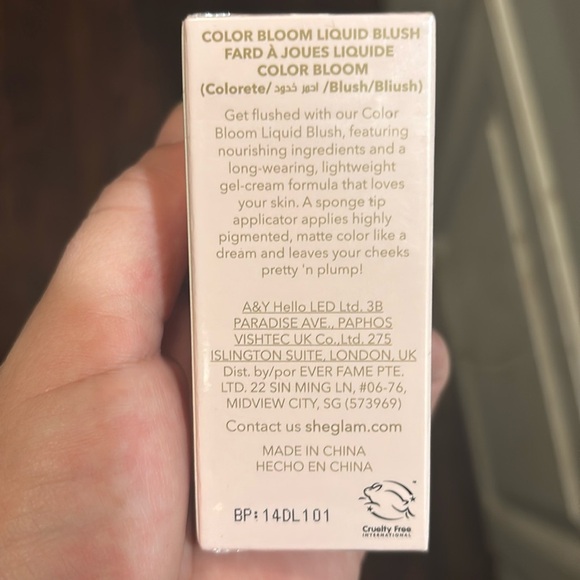 COLOR BLOOM LIQUID BLUSH
FARD À JOUES LIQUIDE
COLOR BLOOM
(Colorete/ احمر خدود /Blush/Bliush)
Get flushed with our Color
Bloom Liquid Blush, featuring
nourishing ingredients and a
long-wearing, lightweight
gel-cream formula that loves
your skin. A sponge tip
applicator applies highly
pigmented, matte color like a
dream and leaves your cheeks
pretty 'n plump!
A&Y Hello LED Ltd. 3B
PARADISE AVE., PAPHOS
VISHTEC UK Co.,Ltd. 275
ISLINGTON SUITE, LONDON, UK
Dist. by/por EVER FAME PTE.
LTD. 22 SIN MING LN, #06-76,
MIDVIEW CITY, SG (573969)
Contact us sheglam.com
MADE IN CHINA
HECHO EN CHINA
BP:14DL101
Cruelty Free
INTERNATIONAL